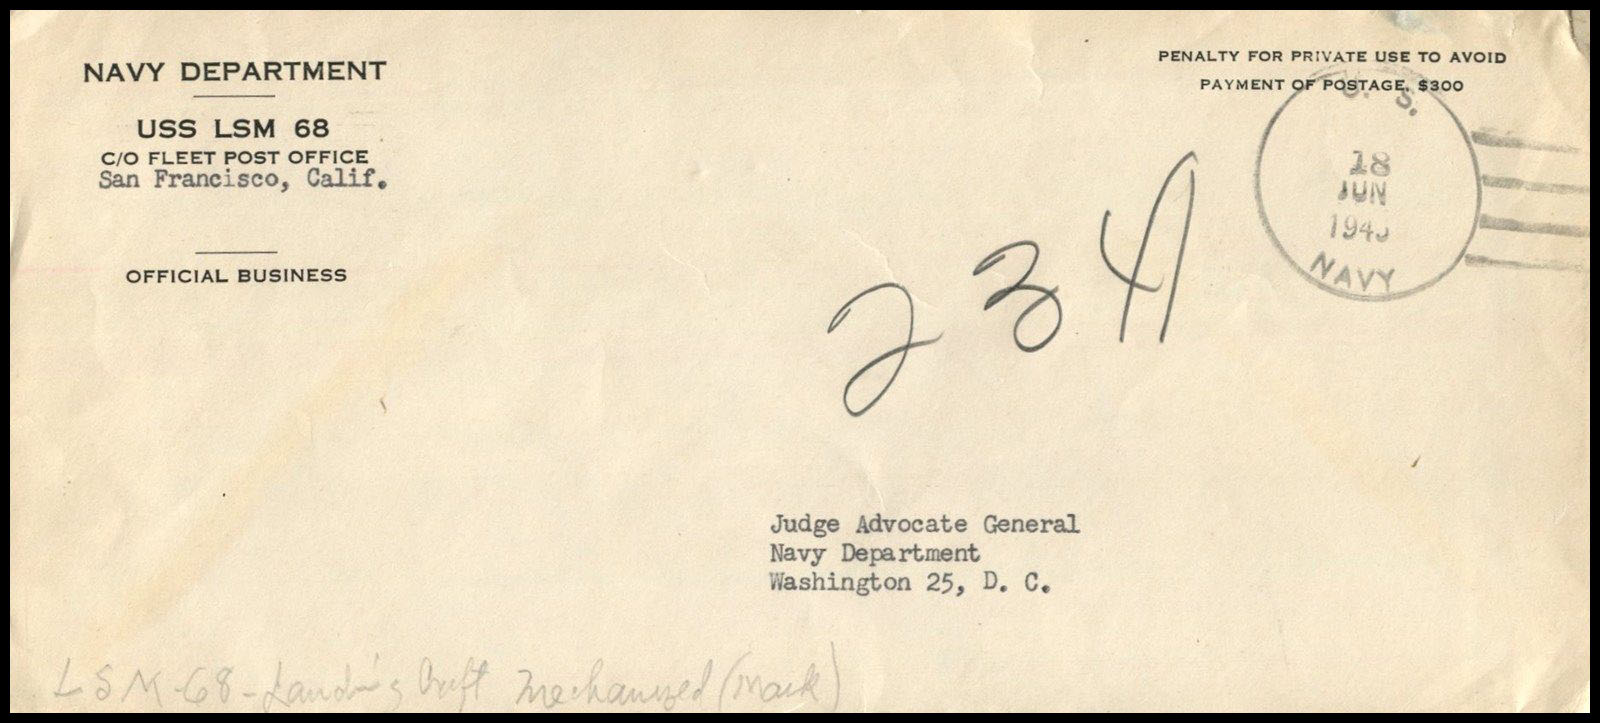 NAVY DEPARTMENT
USS LSM 68
C/O FLEET POST OFFICE
San Francisco, Calif.
OFFICIAL BUSINESS
PENALTY FOR PRIVATE USE TO AVOID
PAYMENT OF POSTAGE, $300
U. S.
18
JUN
NAVY
234
Judge Advocate General
Navy Department
Washington 25, D. C.
LSM-68-Landing Craft Mechanized (Mark)